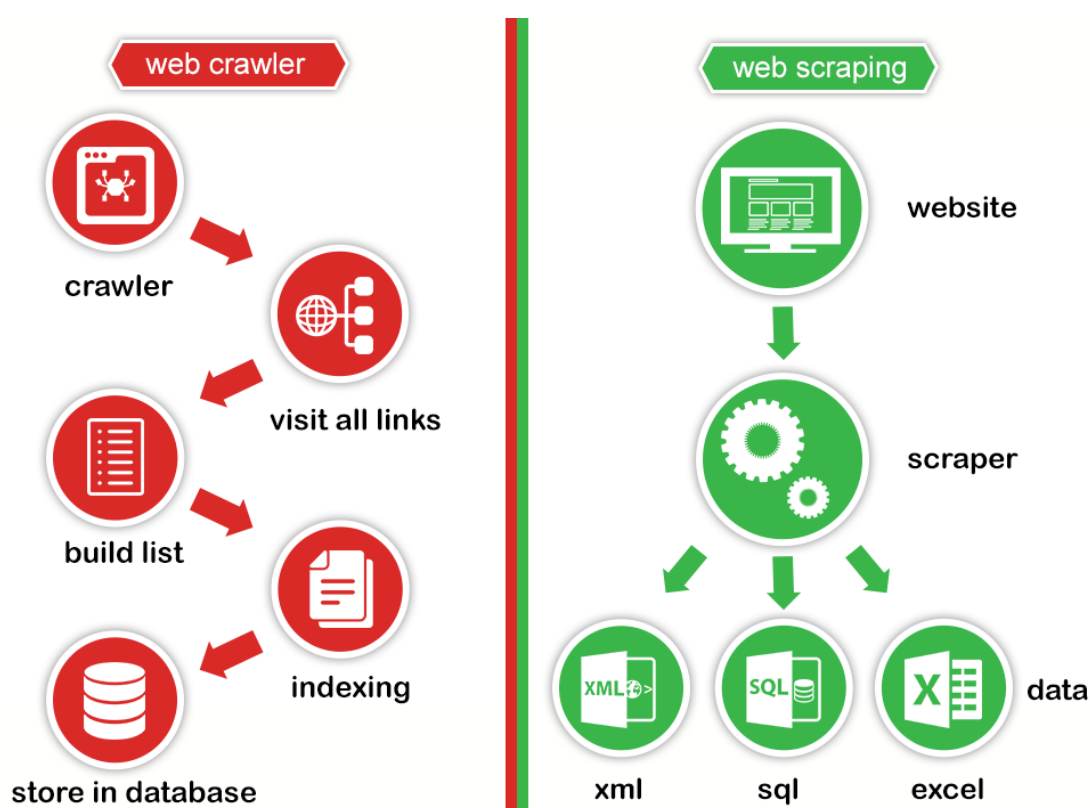 web crawler
crawler
visit all links
build list
indexing
store in database
web scraping
website
scraper
XML
SQL
X
data
xml
sql
excel